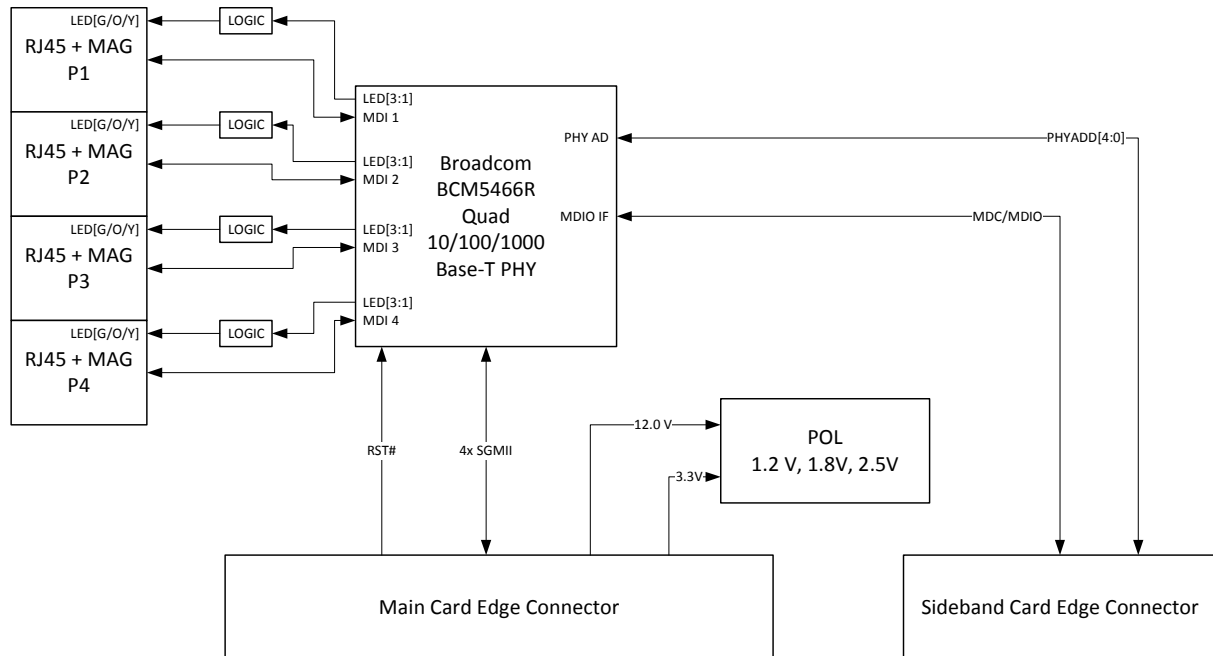 LED[G/O/Y]
RJ45 + MAG
P1
LOGIC
LED[G/O/Y]
RJ45 + MAG
P2
LOGIC
LED[G/O/Y]
RJ45 + MAG
P3
LOGIC
LED[G/O/Y]
RJ45 + MAG
P4
LOGIC
LED[3:1]
MDI 1
LED[3:1]
MDI 2
LED[3:1]
MDI 3
LED[3:1]
MDI 4
Broadcom
BCM5466R
Quad
10/100/1000
Base-T PHY
PHY AD
MDIO IF
PHYADD[4:0]
MDC/MDIO
RST#
4x SGMII
12.0 V
3.3V
POL
1.2 V, 1.8V, 2.5V
Main Card Edge Connector
Sideband Card Edge Connector